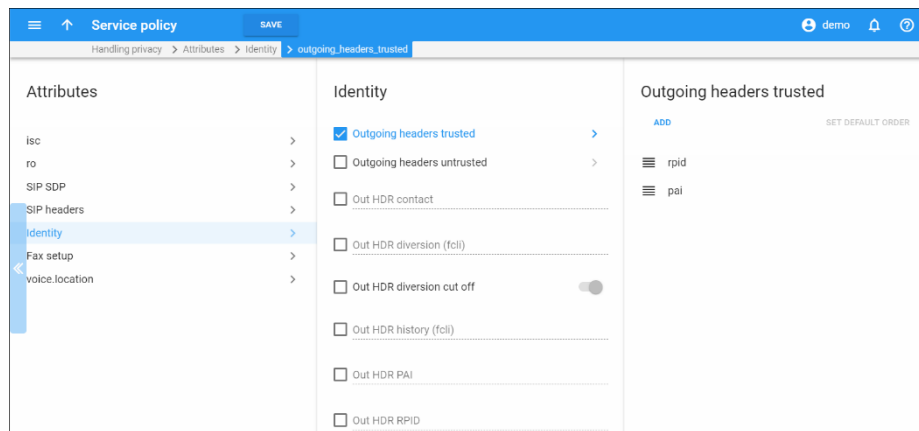 Service policy
SAVE
demo
Handling privacy > Attributes > Identity > outgoing_headers_trusted
Attributes
isc
ro
SIP SDP
SIP headers
Identity
Fax setup
voice.location
Identity
Outgoing headers trusted
Outgoing headers untrusted
Out HDR contact
Out HDR diversion (fcli)
Out HDR diversion cut off
Out HDR history (fcli)
Out HDR PAI
Out HDR RPID
Outgoing headers trusted
ADD
SET DEFAULT ORDER
rpid
pai